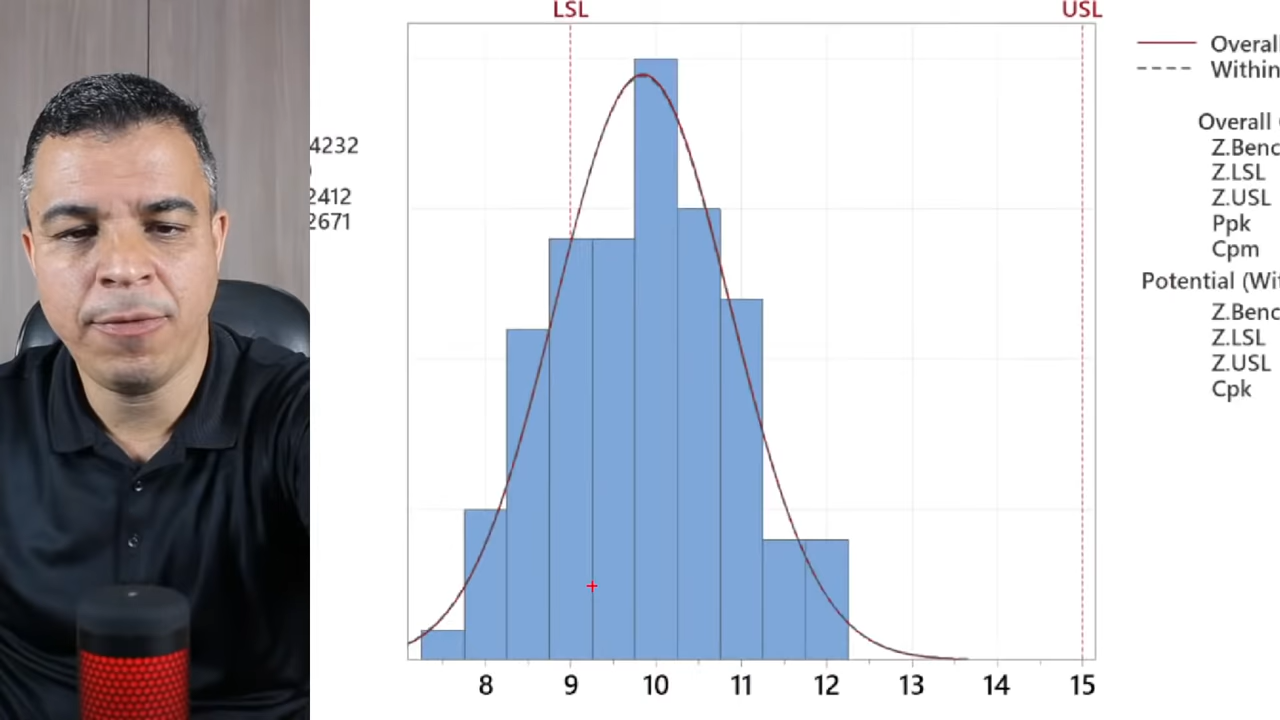 LSL
USL
4232
2412
2671
Overall
Within
Overall
Z.Benc
Z.LSL
Z.USL
Ppk
Cpm
Potential (Wit
Z.Benc
Z.LSL
Z.USL
Cpk
8 9 10 11 12 13 14 15